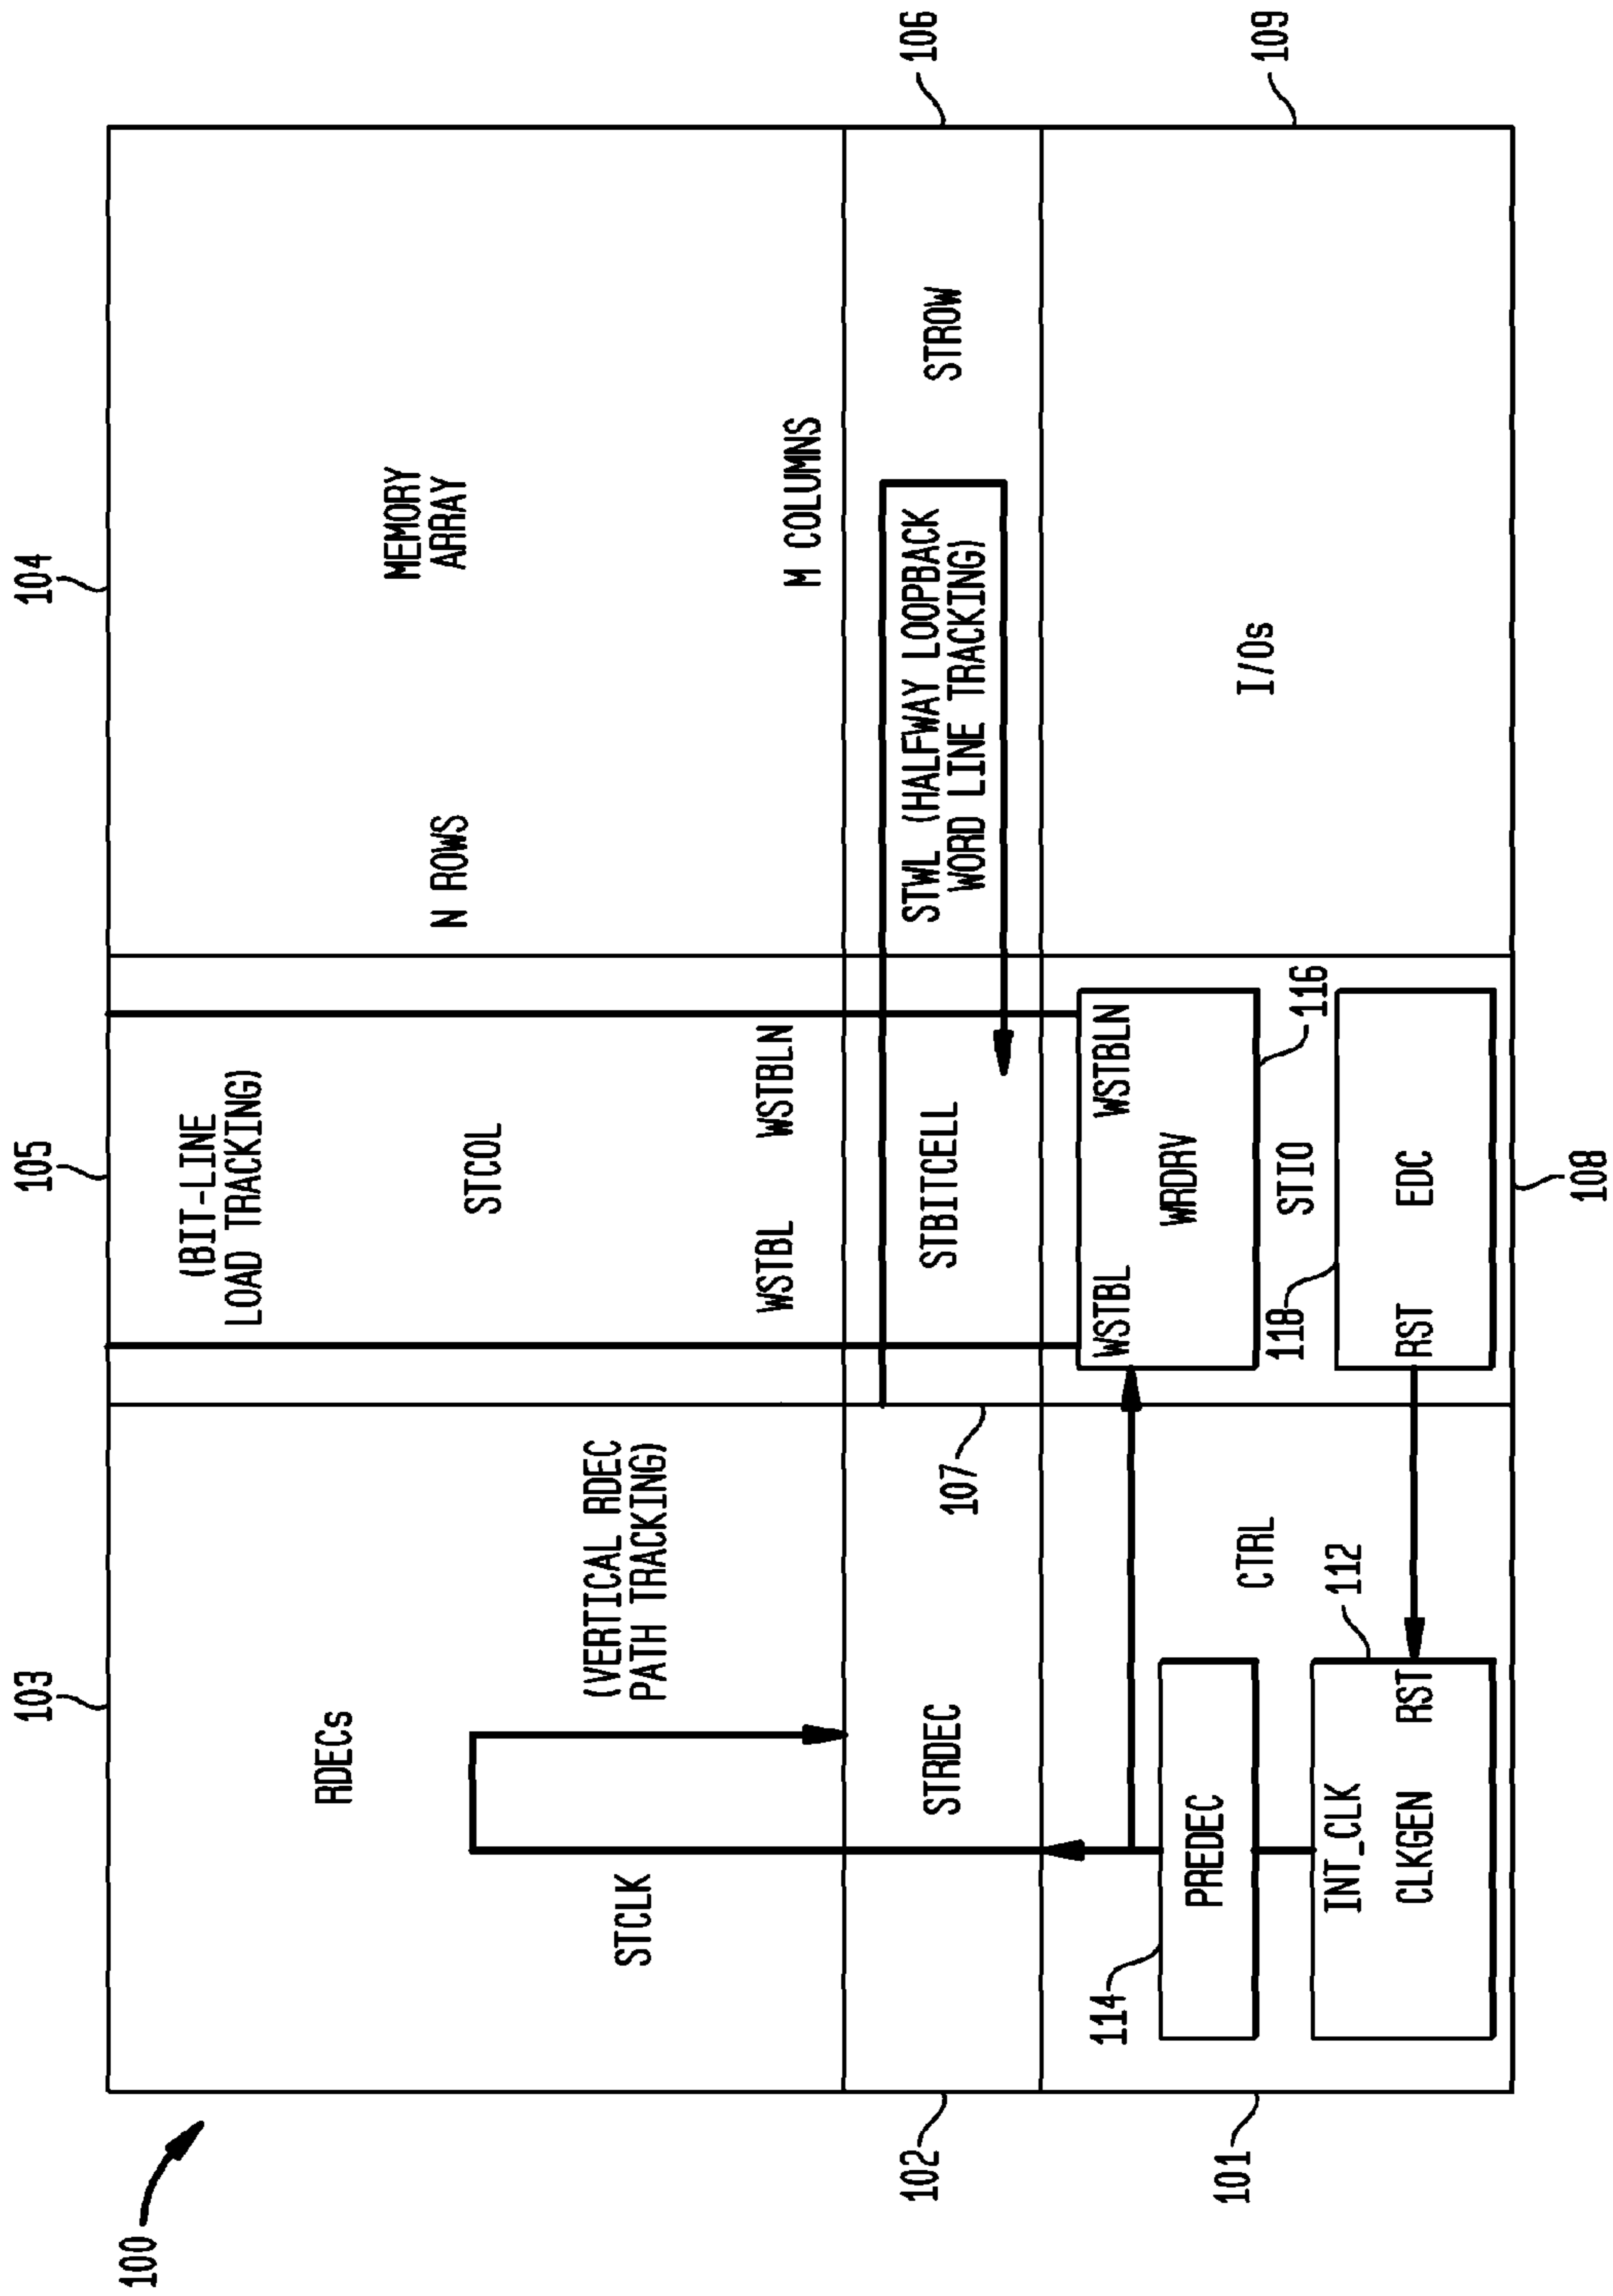 100
103
105
104
RDECs
(BIT-LINE
LOAD TRACKING)
STCOL
MEMORY
ARRAY
N ROWS
M COLUMNS
STCLK
(VERTICAL RDEC
PATH TRACKING)
WSTBL
WSTBLN
102
STRDEC
107
STBITCELL
STWL (HALFWAY LOOPBACK
WORD LINE TRACKING)
STROW
106
101
114
PREDEC
CTRL
112
INT_CLK
CLKGEN
RST
WSTBL
WSTBLN
WRDRV
116
STIO
118
RST
EDC
108
I/Os
109